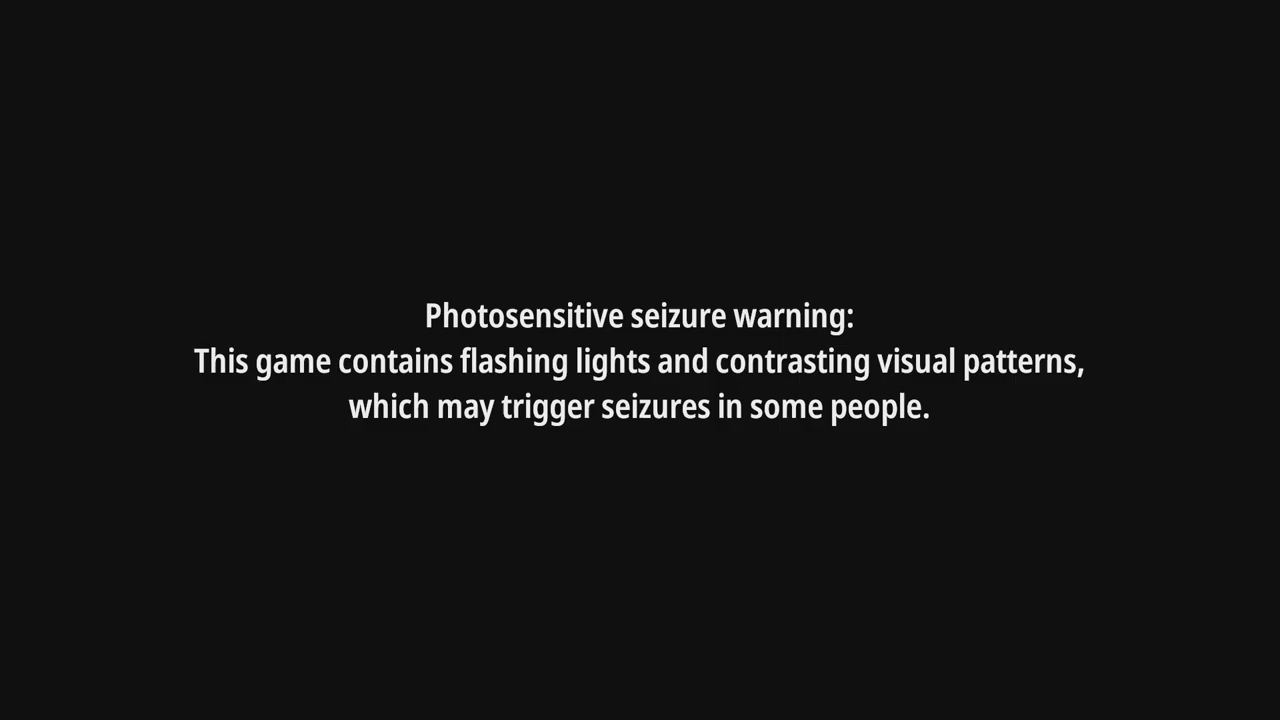 Photosensitive seizure warning:
This game contains flashing lights and contrasting visual patterns,
which may trigger seizures in some people.